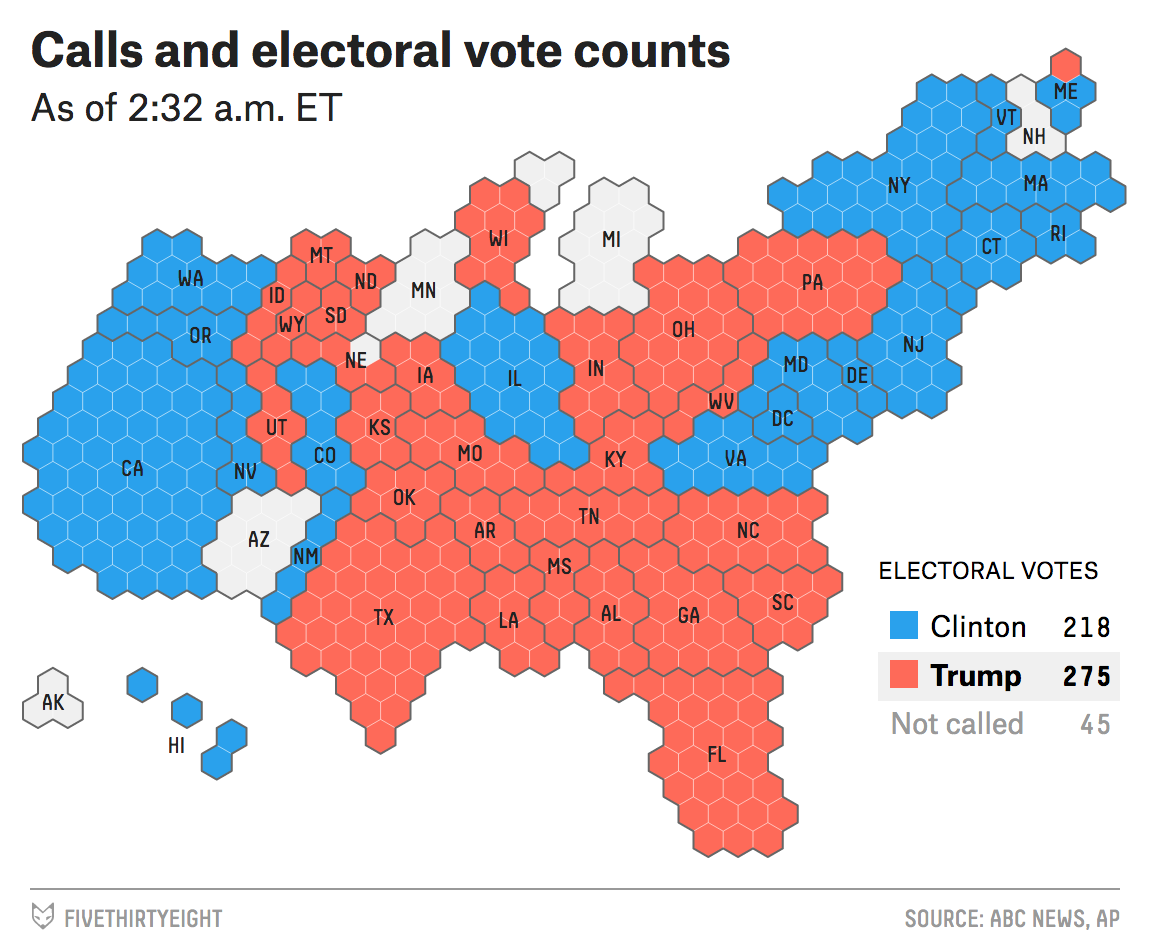 Calls and electoral vote counts
As of 2:32 a.m. ET
ME
VT
NH
NY
MA
WI
MI
CT
RI
WA
MT
ND
MN
PA
ID
WY
SD
OR
OH
NJ
NE
IA
IL
IN
MD
DE
WV
DC
UT
KS
CA
NV
CO
MO
KY
VA
OK
AR
TN
NC
AZ
NM
MS
TX
LA
AL
GA
SC
AK
HI
FL
ELECTORAL VOTES
Clinton 218
Trump 275
Not called 45
FIVETHIRTYEIGHT
SOURCE: ABC NEWS, AP